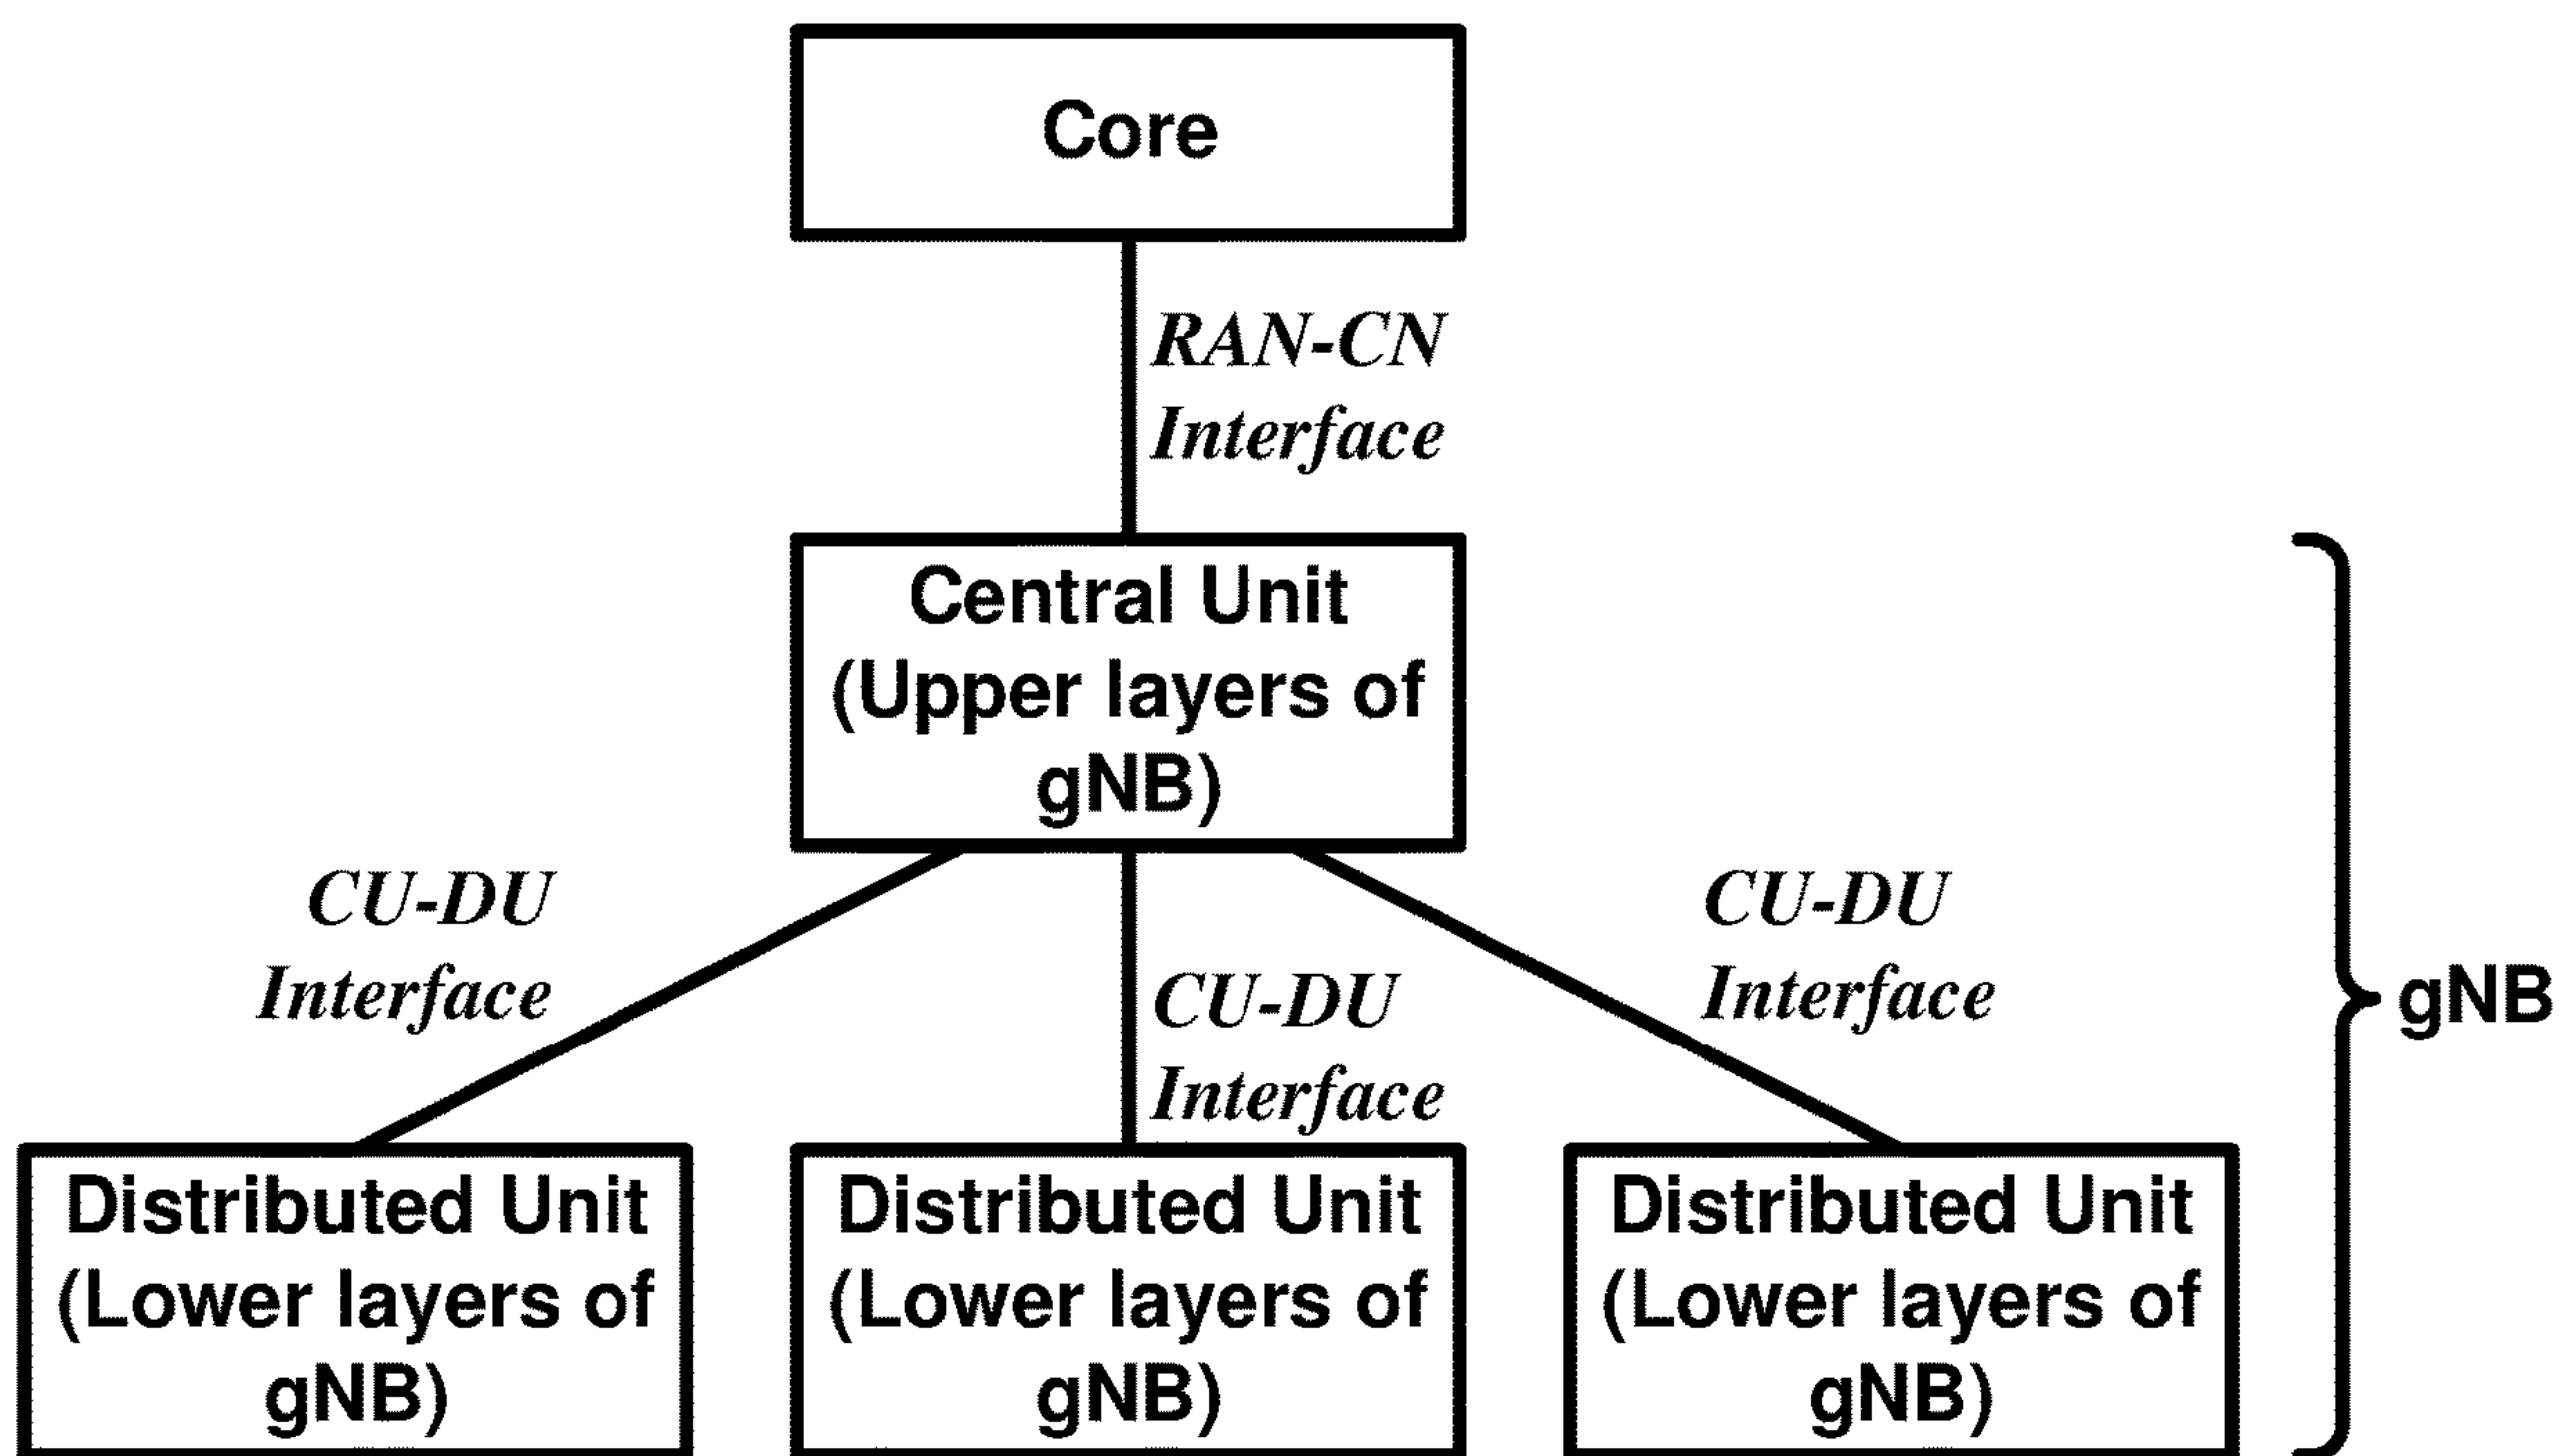 Core
RAN-CN
Interface
Central Unit
(Upper layers of
gNB)
CU-DU
Interface
CU-DU
Interface
CU-DU
Interface
gNB
Distributed Unit
(Lower layers of
gNB)
Distributed Unit
(Lower layers of
gNB)
Distributed Unit
(Lower layers of
gNB)